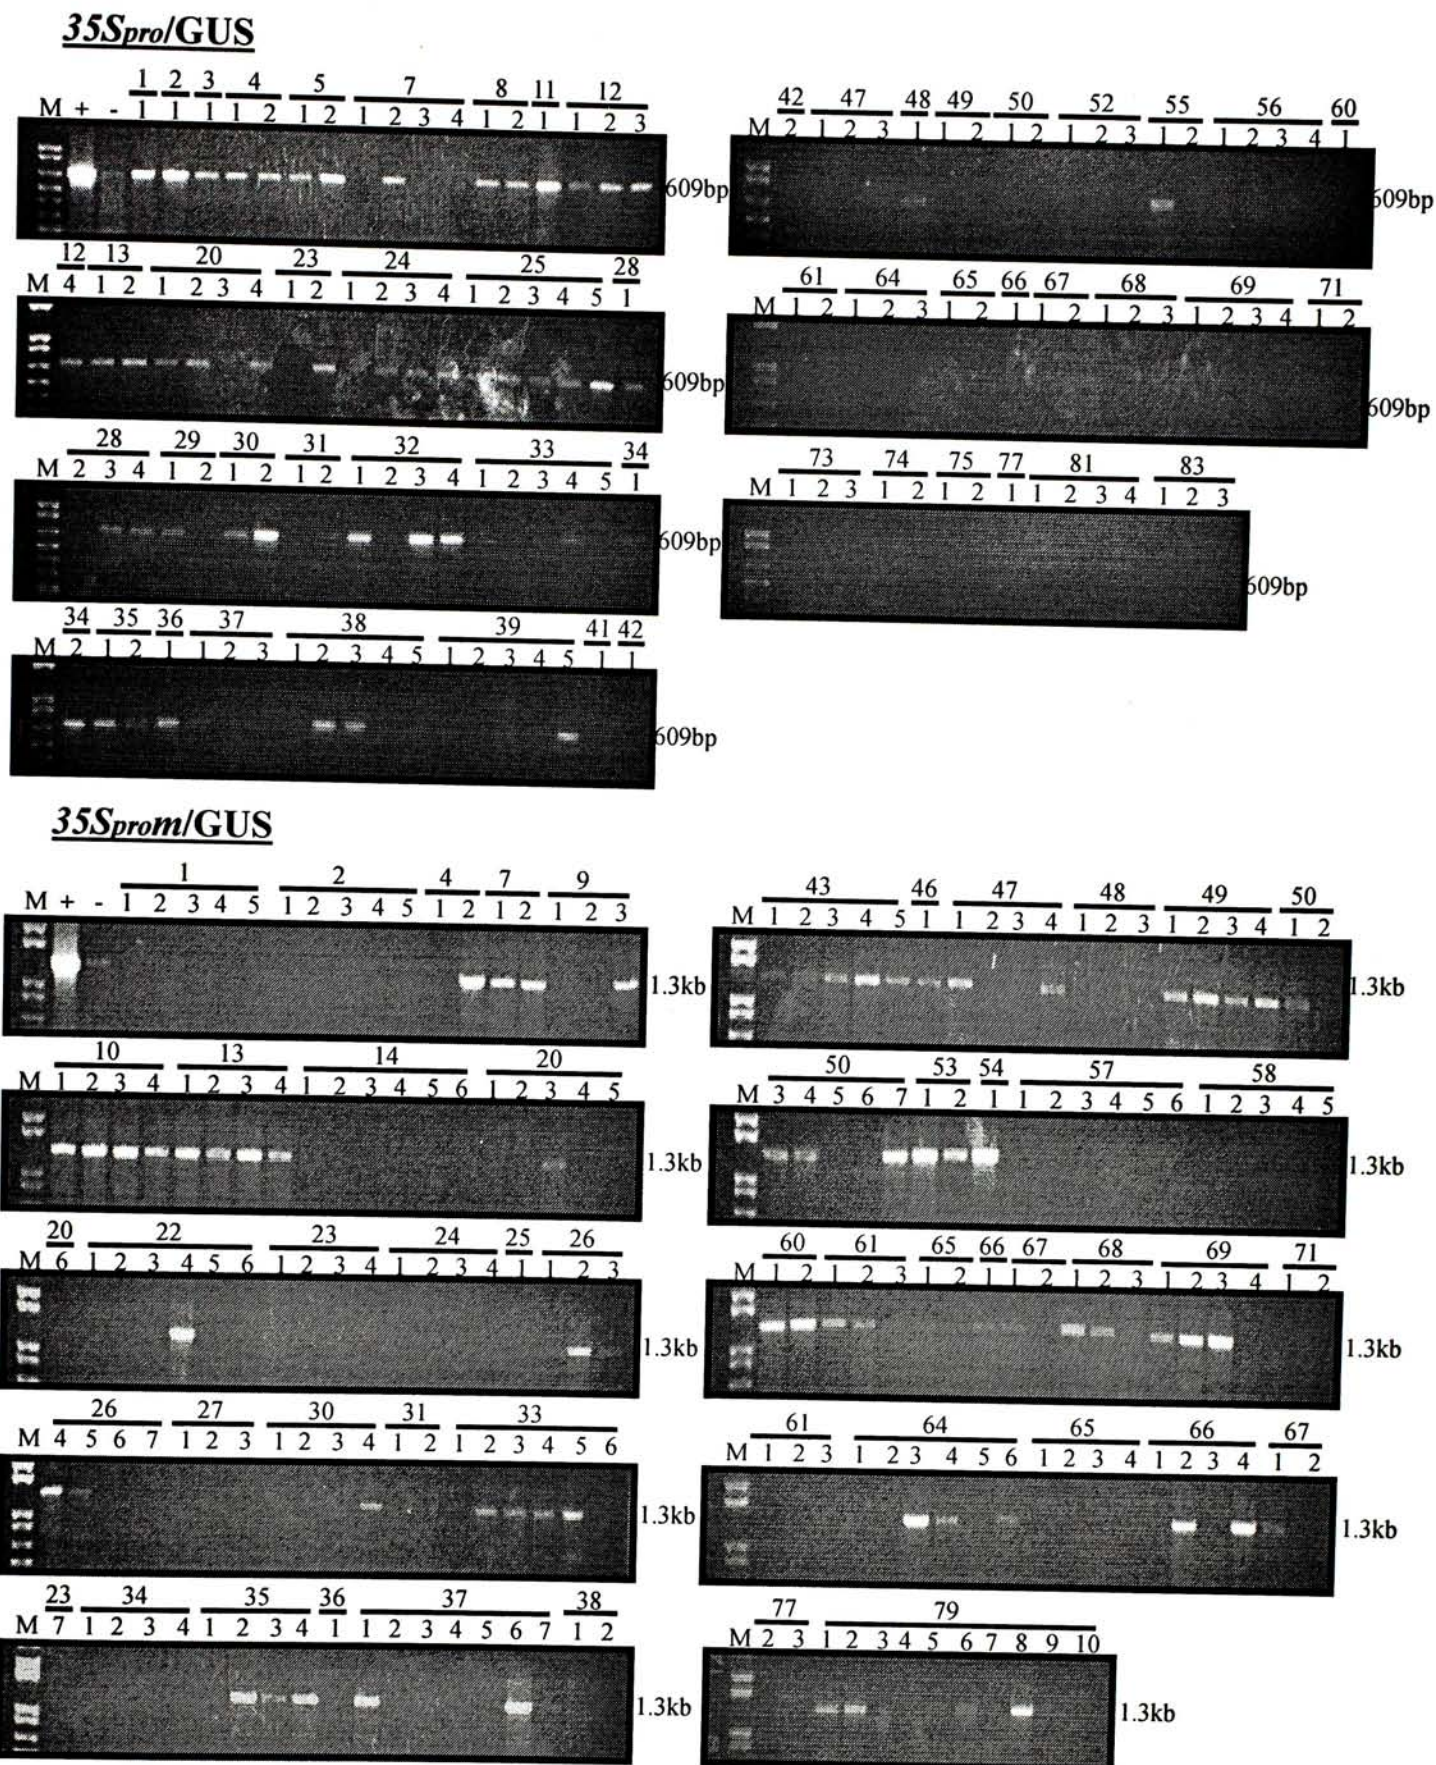 35Spro/GUS
1 2 3 4 5 7 8 11 12
M + - 1 1 1 1 2 1 2 1 2 3 4 1 2 1 1 2 3
609bp
12 13 20 23 24 25 28
M 4 1 2 1 2 3 4 1 2 1 2 3 4 1 2 3 4 5 1
609bp
28 29 30 31 32 33 34
M 2 3 4 1 2 1 2 1 2 1 2 3 4 1 2 3 4 5 1
609bp
34 35 36 37 38 39 41 42
M 2 1 2 1 1 2 3 1 2 3 4 5 1 2 3 4 5 1 1
609bp
42 47 48 49 50 52 55 56 60
M 2 1 2 3 1 1 2 1 2 1 2 3 1 2 1 2 3 4 1
609bp
61 64 65 66 67 68 69 71
M 1 2 1 2 3 1 2 1 1 2 1 2 3 1 2 3 4 1 2
609bp
73 74 75 77 81 83
M 1 2 3 1 2 1 2 1 1 2 3 4 1 2 3
609bp
35Sprom/GUS
1 2 4 7 9
M + - 1 2 3 4 5 1 2 3 4 5 1 2 1 2 1 2 3
1.3kb
10 13 14 20
M 1 2 3 4 1 2 3 4 1 2 3 4 5 6 1 2 3 4 5
1.3kb
20 22 23 24 25 26
M 6 1 2 3 4 5 6 1 2 3 4 1 2 3 4 1 1 2 3
1.3kb
26 27 30 31 33
M 4 5 6 7 1 2 3 1 2 3 4 1 2 1 2 3 4 5 6
1.3kb
23 34 35 36 37 38
M 7 1 2 3 4 1 2 3 4 1 1 2 3 4 5 6 7 1 2
1.3kb
43 46 47 48 49 50
M 1 2 3 4 5 1 1 2 3 4 1 2 3 1 2 3 4 1 2
1.3kb
50 53 54 57 58
M 3 4 5 6 7 1 2 1 1 2 3 4 5 6 1 2 3 4 5
1.3kb
60 61 65 66 67 68 69 71
M 1 2 1 2 3 1 2 1 1 2 1 2 3 1 2 3 4 1 2
1.3kb
61 64 65 66 67
M 1 2 3 1 2 3 4 5 6 1 2 3 4 1 2 3 4 1 2
1.3kb
77 79
M 2 3 1 2 3 4 5 6 7 8 9 10
1.3kb